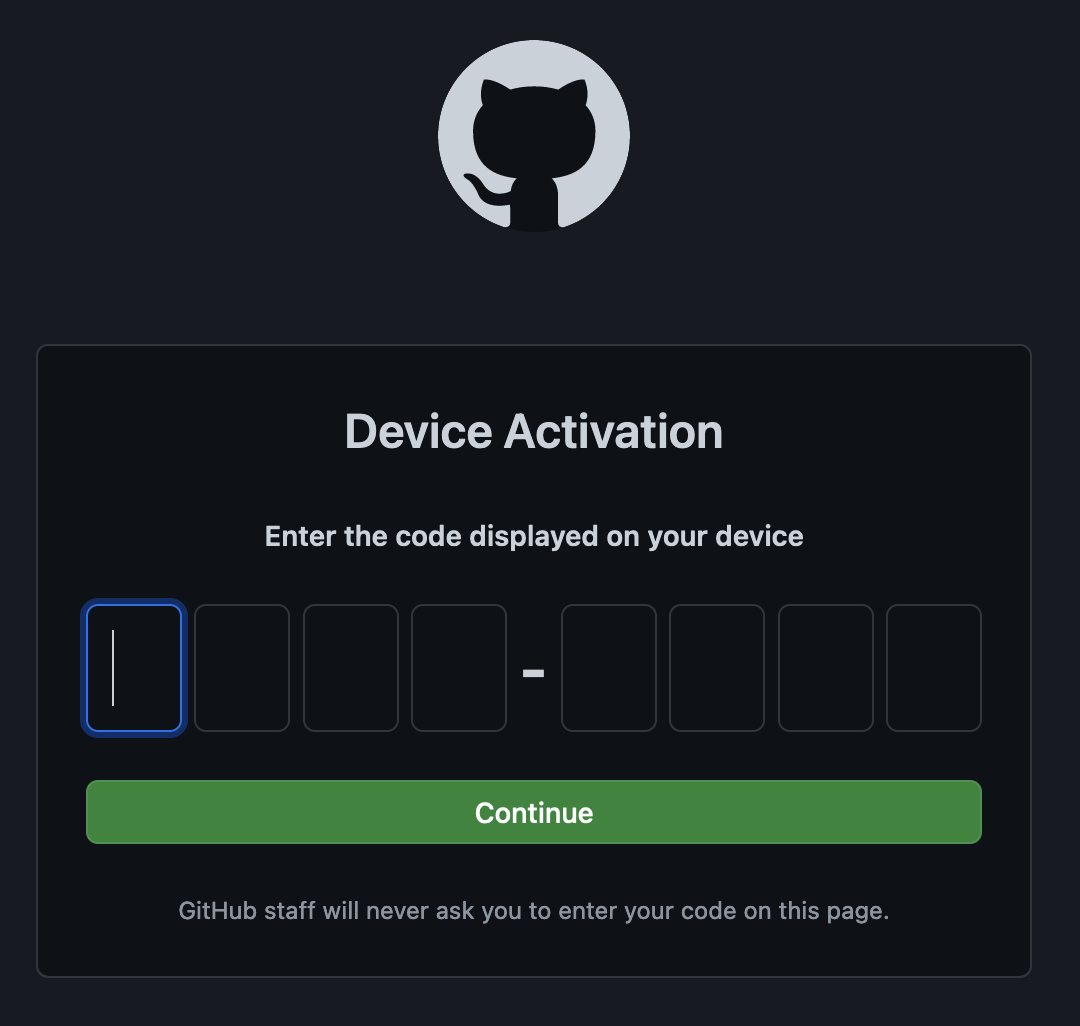 Device Activation
Enter the code displayed on your device
-
Continue
GitHub staff will never ask you to enter your code on this page.